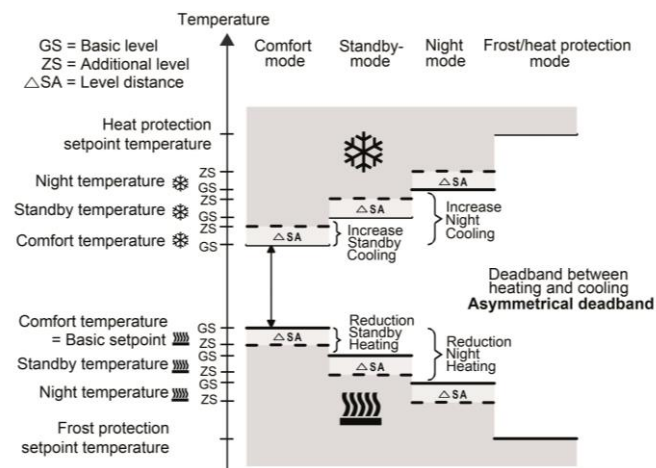 Temperature
GS = Basic level
ZS = Additional level
△SA = Level distance
Comfort mode
Standby-mode
Night mode
Frost/heat protection mode
Heat protection
setpoint temperature
Night temperature
Standby temperature
Comfort temperature
ZS
GS
ZS
GS
ZS
GS
△SA
△SA
△SA
Increase
Standby
Cooling
Increase
Night
Cooling
Deadband between
heating and cooling
Asymmetrical deadband
Comfort temperature
= Basic setpoint
Standby temperature
Night temperature
GS
ZS
GS
ZS
GS
ZS
△SA
△SA
△SA
Reduction
Standby
Heating
Reduction
Night
Heating
Frost protection
setpoint temperature